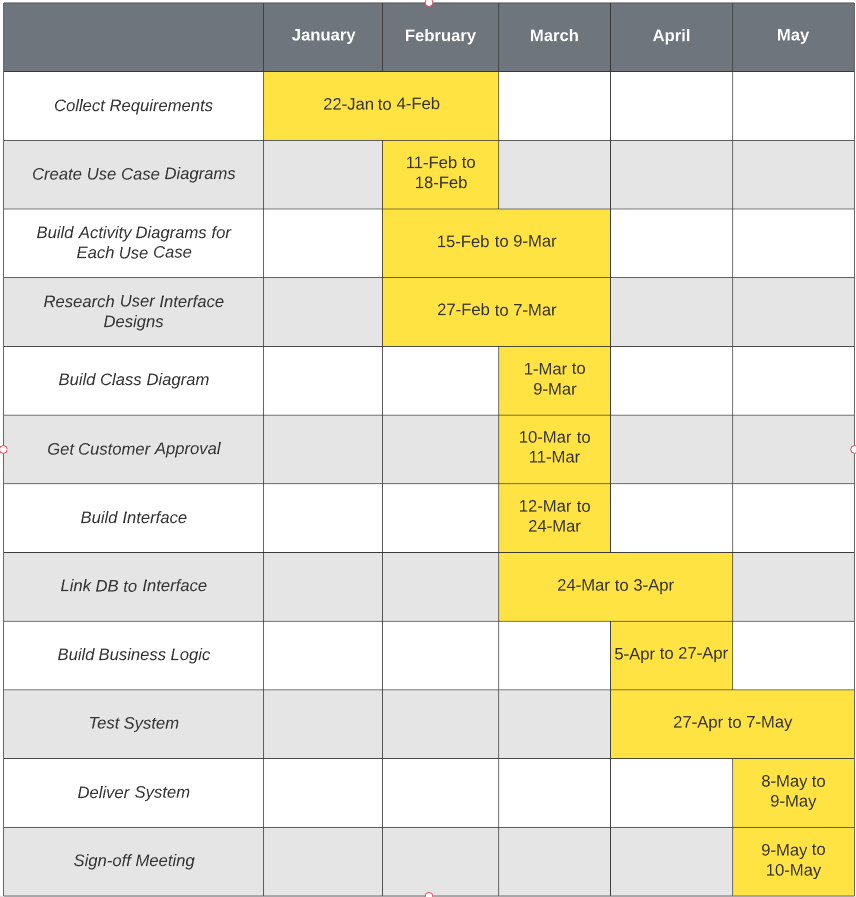 January February March April May
Collect Requirements 22-Jan to 4-Feb
Create Use Case Diagrams
11-Feb to
18-Feb
Build Activity Diagrams for
Each Use Case
15-Feb to 9-Mar
Research User Interface
Designs
27-Feb to 7-Mar
Build Class Diagram
1-Mar to
9-Mar
Get Customer Approval
10-Mar to
11-Mar
Build Interface
12-Mar to
24-Mar
Link DB to Interface 24-Mar to 3-Apr
Build Business Logic 5-Apr to 27-Apr
Test System 27-Apr to 7-May
Deliver System
8-May to
9-May
Sign-off Meeting
9-May to
10-May